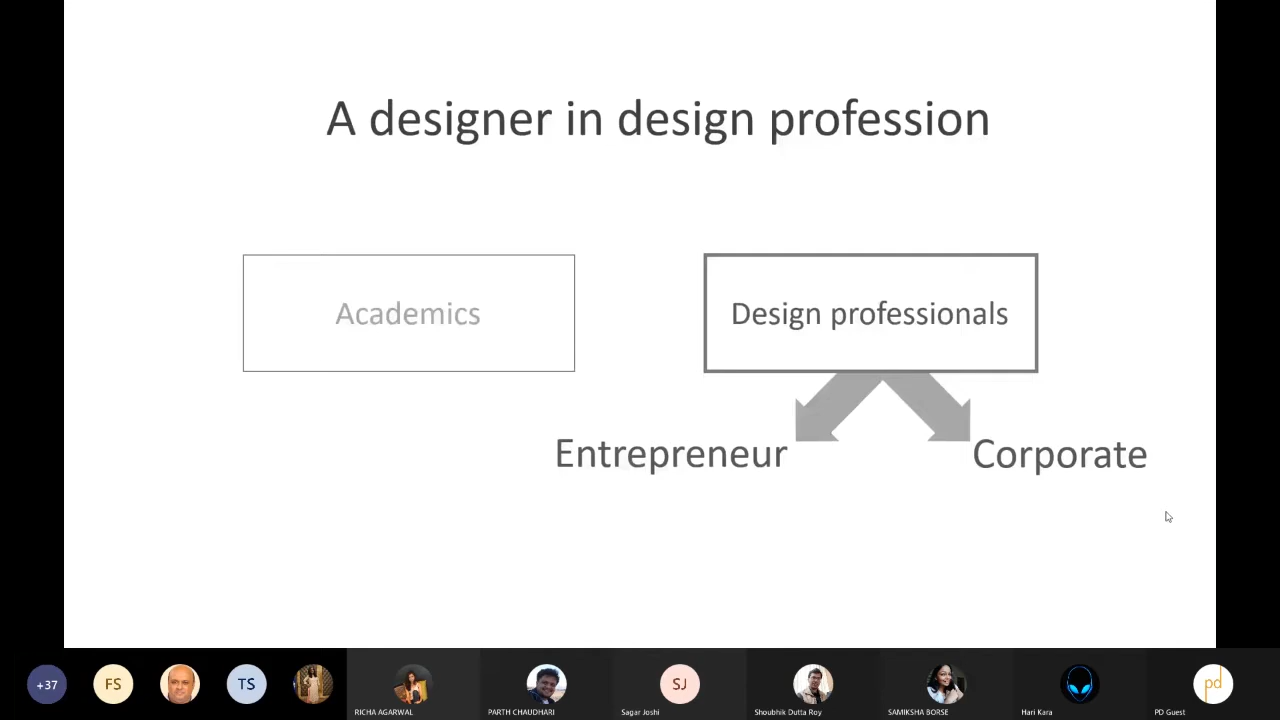 A designer in design profession
Academics
Design professionals
Entrepreneur
Corporate
+37
FS
TS
SJ
pd
RICHA AGARWAL
PARTH CHAUDHARI
Sagar Joshi
Shoubhik Dutta Roy
SAMIKSHA BORSE
Hari Kara
PD Guest